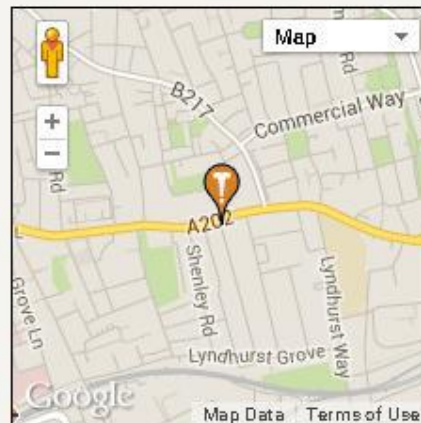 Map
Rd
B217
Commercial Way
+
−
Rd
T
A202
Shenley Rd
Grove Ln
Lyndhurst Way
Lyndhurst Grove
Google
Map Data
Terms of Use